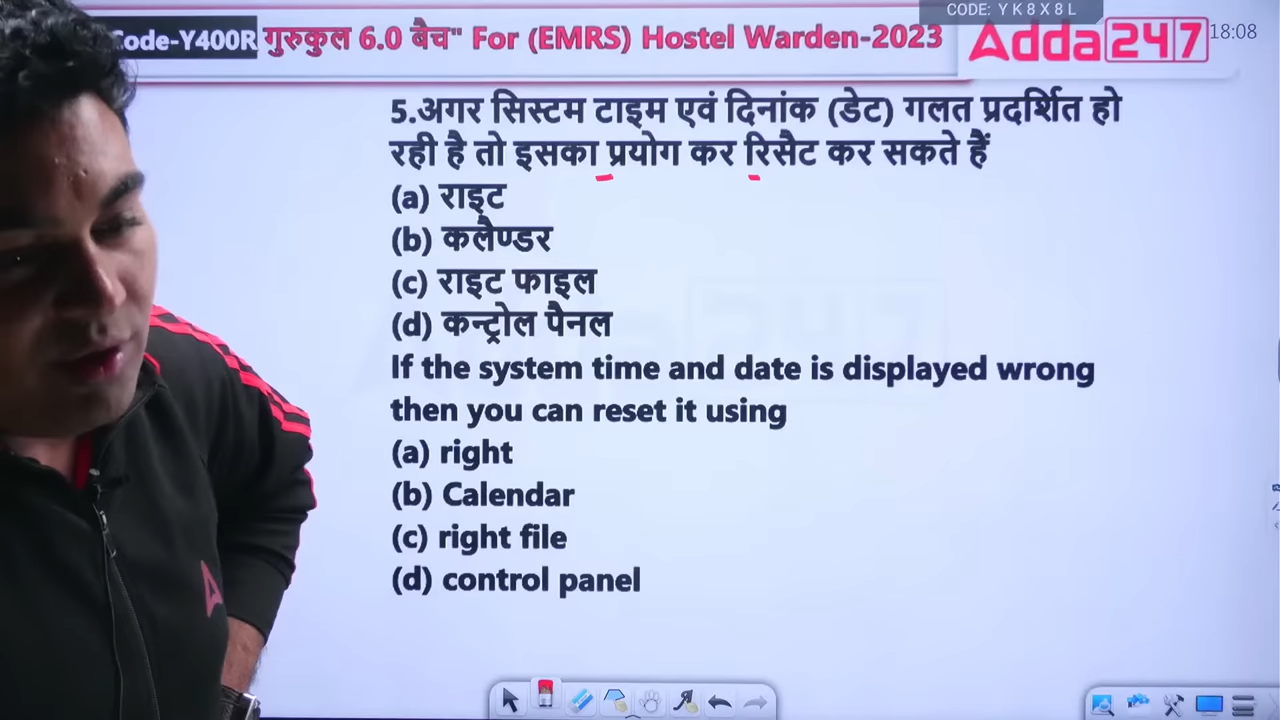 CODE: YK8X8L
Code-Y400R गुरुकुल 6.0 बैच" For (EMRS) Hostel Warden-2023 Adda247 18:08
5.अगर सिस्टम टाइम एवं दिनांक (डेट) गलत प्रदर्शित हो
रही है तो इसका प्रयोग कर रिसैट कर सकते हैं
(a) राइट
(b) कलैण्डर
(c) राइट फाइल
(d) कन्ट्रोल पैनल
If the system time and date is displayed wrong
then you can reset it using
(a) right
(b) Calendar
(c) right file
(d) control panel